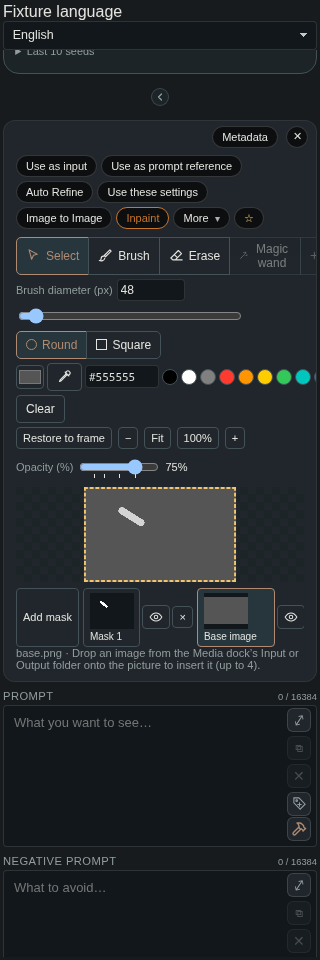 Fixture language
English
Last 10 seeds
Metadata
Use as input
Use as prompt reference
Auto Refine
Use these settings
Image to Image
Inpaint
More
Select
Brush
Erase
Magic wand
Brush diameter (px)
48
Round
Square
#555555
Clear
Restore to frame
−
Fit
100%
+
Opacity (%)
75%
Add mask
Mask 1
×
Base image
base.png · Drop an image from the Media dock's Input or
Output folder onto the picture to insert it (up to 4).
PROMPT
0 / 16384
What you want to see…
NEGATIVE PROMPT
0 / 16384
What to avoid…